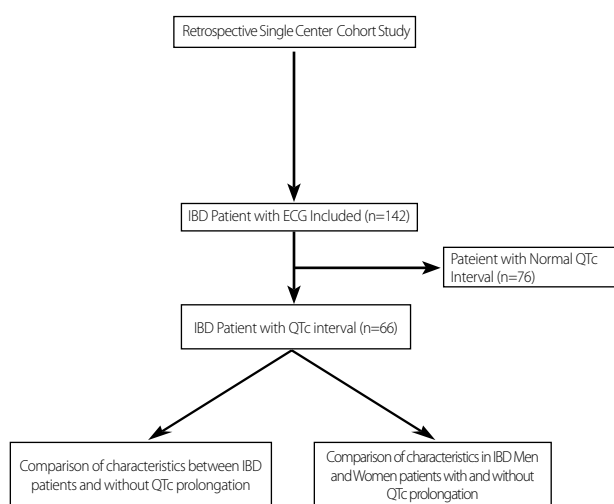 Retrospective Single Center Cohort Study
IBD Patient with ECG Included (n=142)
Pateient with Normal QTc
Interval (n=76)
IBD Patient with QTc interval (n=66)
Comparison of characteristics between IBD
patients and without QTc prolongation
Comparison of characteristics in IBD Men
and Women patients with and without
QTc prolongation